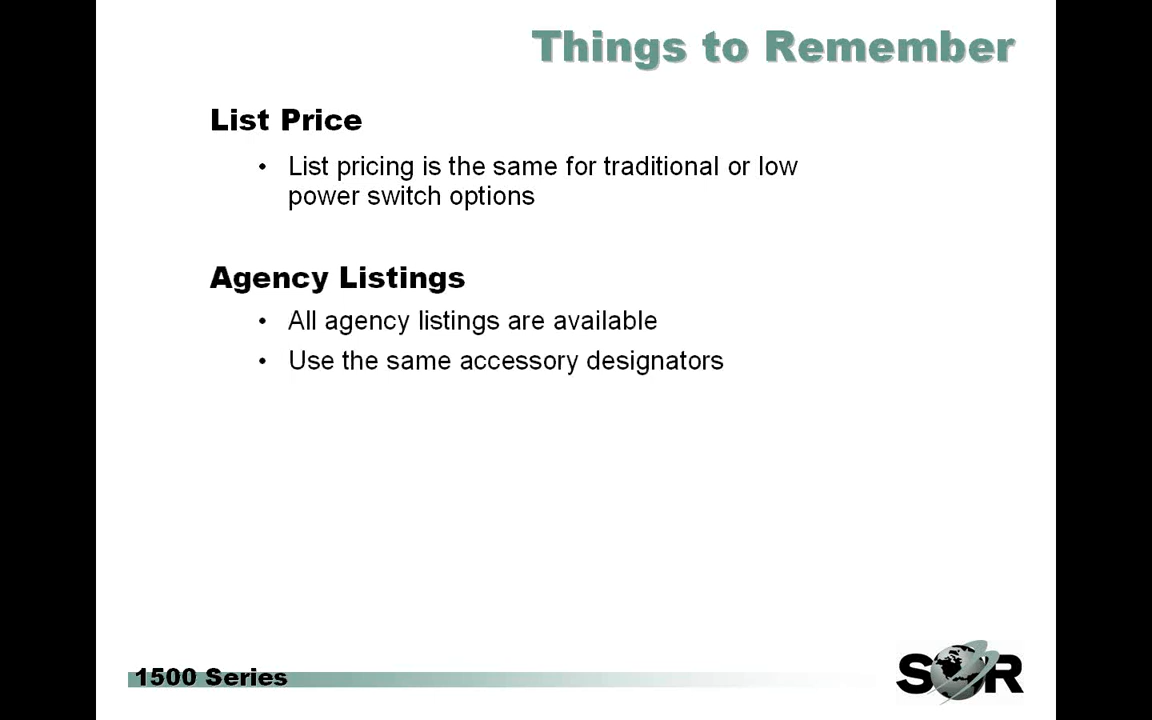 Things to Remember
List Price
• List pricing is the same for traditional or low
power switch options
Agency Listings
• All agency listings are available
• Use the same accessory designators
1500 Series
SOR